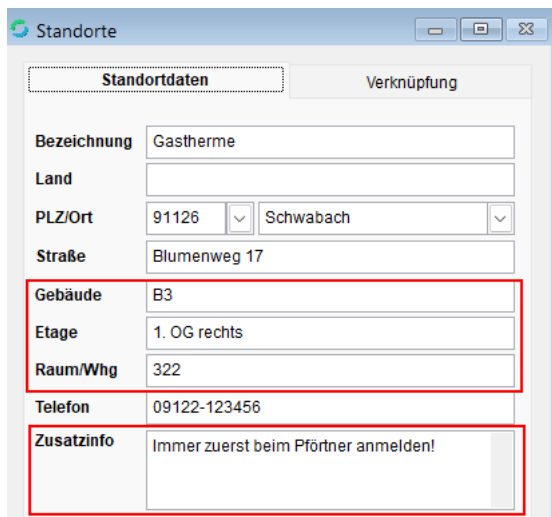 Standorte
Standortdaten Verknüpfung
Bezeichnung Gastherme
Land
PLZ/Ort 91126 Schwabach
Straße Blumenweg 17
Gebäude B3
Etage 1. OG rechts
Raum/Whg 322
Telefon 09122-123456
Zusatzinfo Immer zuerst beim Pförtner anmelden!